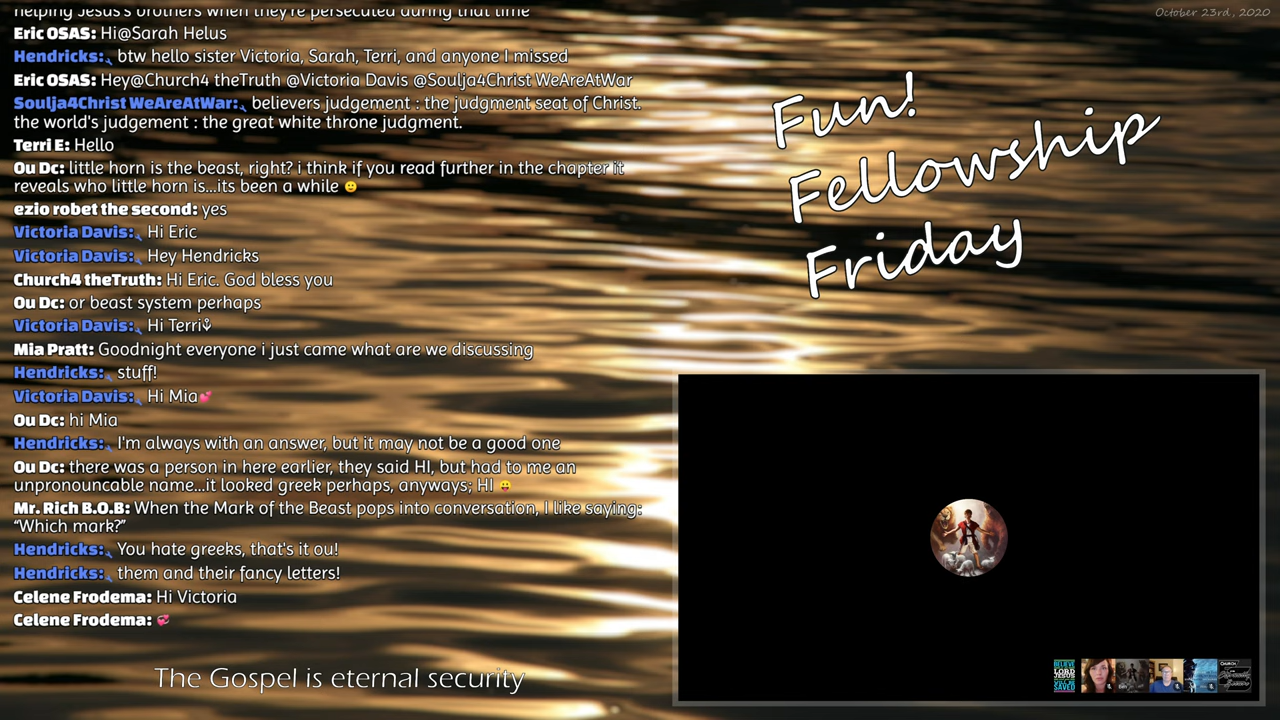 helping Jesus's brothers when they're persecuted during that time
Eric OSAS: Hi@Sarah Helus
Hendricks: btw hello sister Victoria, Sarah, Terri, and anyone I missed
Eric OSAS: Hey@Church4 theTruth @Victoria Davis @Soulja4Christ WeAreAtWar
Soulja4Christ WeAreAtWar: believers judgement : the judgment seat of Christ.
the world's judgement : the great white throne judgment.
Terri E: Hello
Ou Dc: little horn is the beast, right? i think if you read further in the chapter it
reveals who little horn is...its been a while 🙂
ezio robet the second: yes
Victoria Davis: Hi Eric
Victoria Davis: Hey Hendricks
Church4 theTruth: Hi Eric. God bless you
Ou Dc: or beast system perhaps
Victoria Davis: Hi Terri
Mia Pratt: Goodnight everyone i just came what are we discussing
Hendricks: stuff!
Victoria Davis: Hi Mia💕
Ou Dc: hi Mia
Hendricks: I'm always with an answer, but it may not be a good one
Ou Dc: there was a person in here earlier, they said HI, but had to me an
unpronouncable name...it looked greek perhaps, anyways; HI 😛
Mr. Rich B.O.B: When the Mark of the Beast pops into conversation, I like saying:
“Which mark?”
Hendricks: You hate greeks, that's it ou!
Hendricks: them and their fancy letters!
Celene Frodema: Hi Victoria
Celene Frodema: 💞
The Gospel is eternal security
October 23rd, 2020
Fun!
Fellowship
Friday
BELIEVE
LORD
JESUS
SAVED
CHURCH